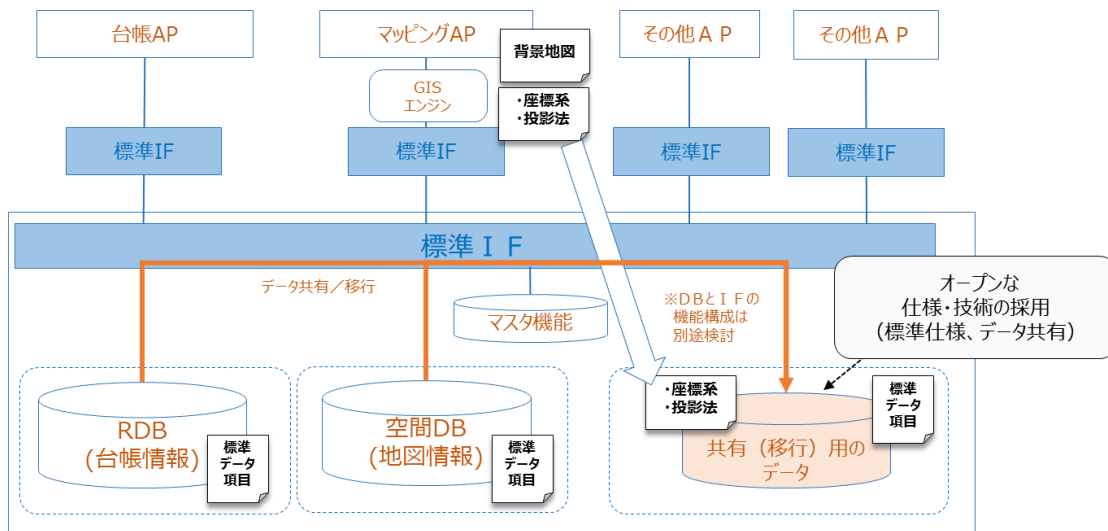 台帳AP
マッピングAP
その他ＡＰ
その他ＡＰ
背景地図
GIS
エンジン
・座標系
・投影法
標準IF
標準IF
標準IF
標準IF
標準ＩＦ
データ共有／移行
マスタ機能
※ＤＢとＩＦの
機能構成は
別途検討
オープンな
仕様・技術の採用
(標準仕様、データ共有)
RDB
(台帳情報)
標準
データ
項目
空間DB
(地図情報)
標準
データ
項目
・座標系
・投影法
共有（移行）用の
データ
標準
データ
項目